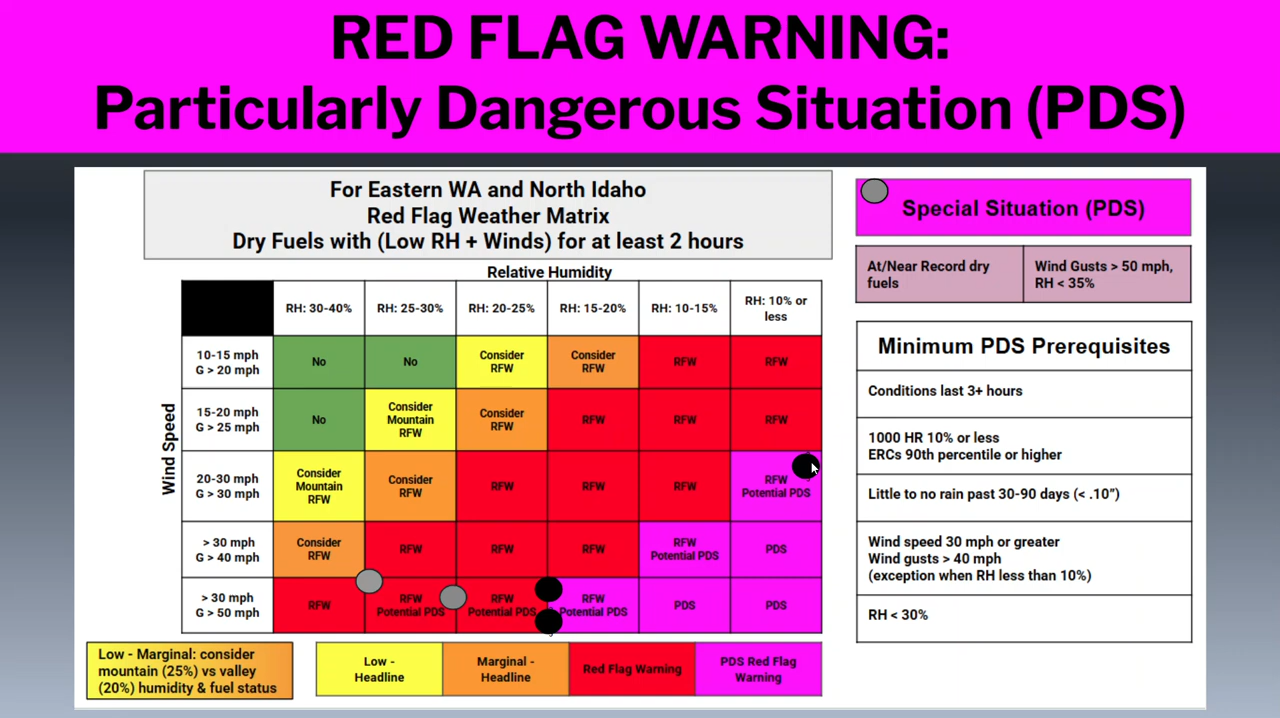 RED FLAG WARNING:
Particularly Dangerous Situation (PDS)
For Eastern WA and North Idaho
Red Flag Weather Matrix
Dry Fuels with (Low RH + Winds) for at least 2 hours
Relative Humidity
RH: 30-40%
RH: 25-30%
RH: 20-25%
RH: 15-20%
RH: 10-15%
RH: 10% or
less
Wind Speed
10-15 mph
G > 20 mph
No
No
Consider
RFW
Consider
RFW
RFW
RFW
15-20 mph
G > 25 mph
No
Consider
Mountain
RFW
Consider
RFW
RFW
RFW
RFW
20-30 mph
G > 30 mph
Consider
Mountain
RFW
Consider
RFW
RFW
RFW
RFW
RFW
Potential PDS
> 30 mph
G > 40 mph
Consider
RFW
RFW
RFW
RFW
RFW
Potential PDS
PDS
> 30 mph
G > 50 mph
RFW
RFW
Potential PDS
RFW
Potential PDS
RFW
Potential PDS
PDS
PDS
Low - Marginal: consider
mountain (25%) vs valley
(20%) humidity & fuel status
Low -
Headline
Marginal -
Headline
Red Flag Warning
PDS Red Flag
Warning
Special Situation (PDS)
At/Near Record dry
fuels
Wind Gusts > 50 mph,
RH < 35%
Minimum PDS Prerequisites
Conditions last 3+ hours
1000 HR 10% or less
ERCs 90th percentile or higher
Little to no rain past 30-90 days (< .10”)
Wind speed 30 mph or greater
Wind gusts > 40 mph
(exception when RH less than 10%)
RH < 30%